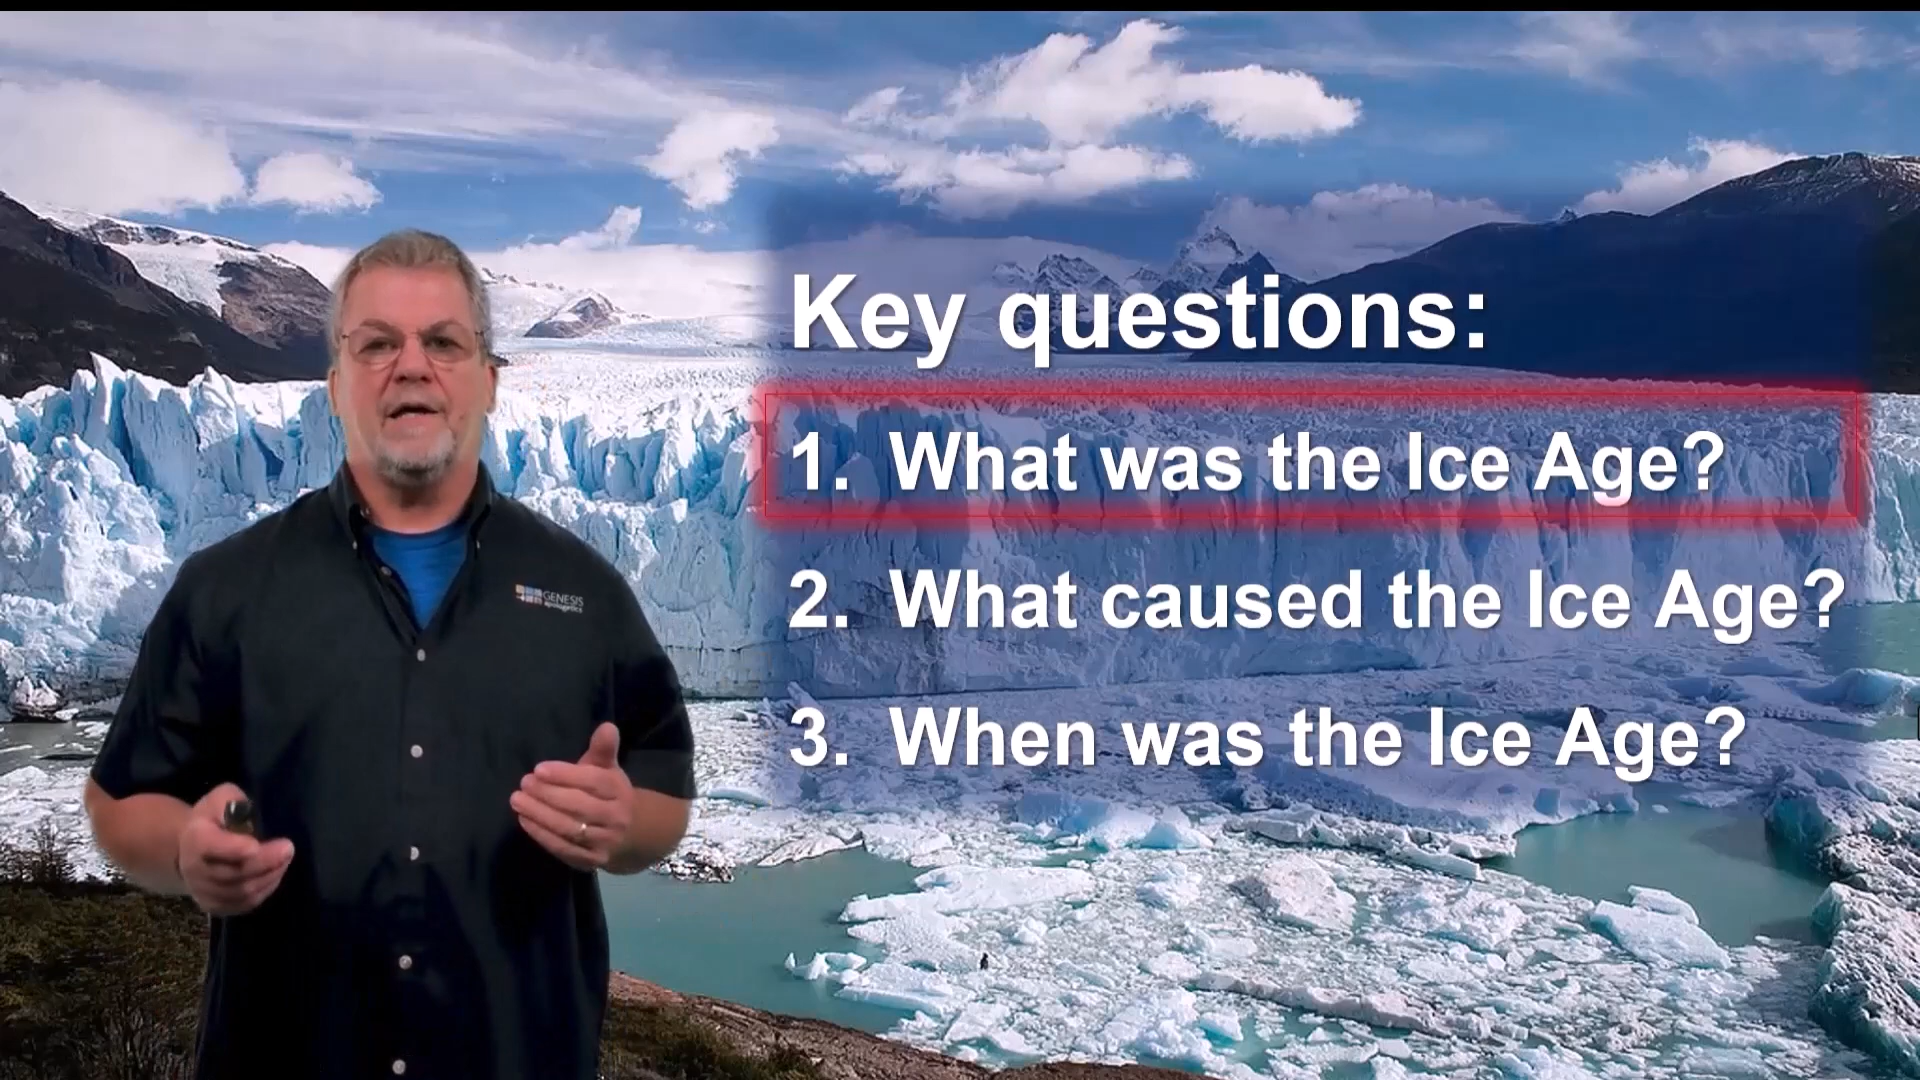 Key questions:
1. What was the Ice Age?
2. What caused the Ice Age?
3. When was the Ice Age?
GENESIS
apologetics